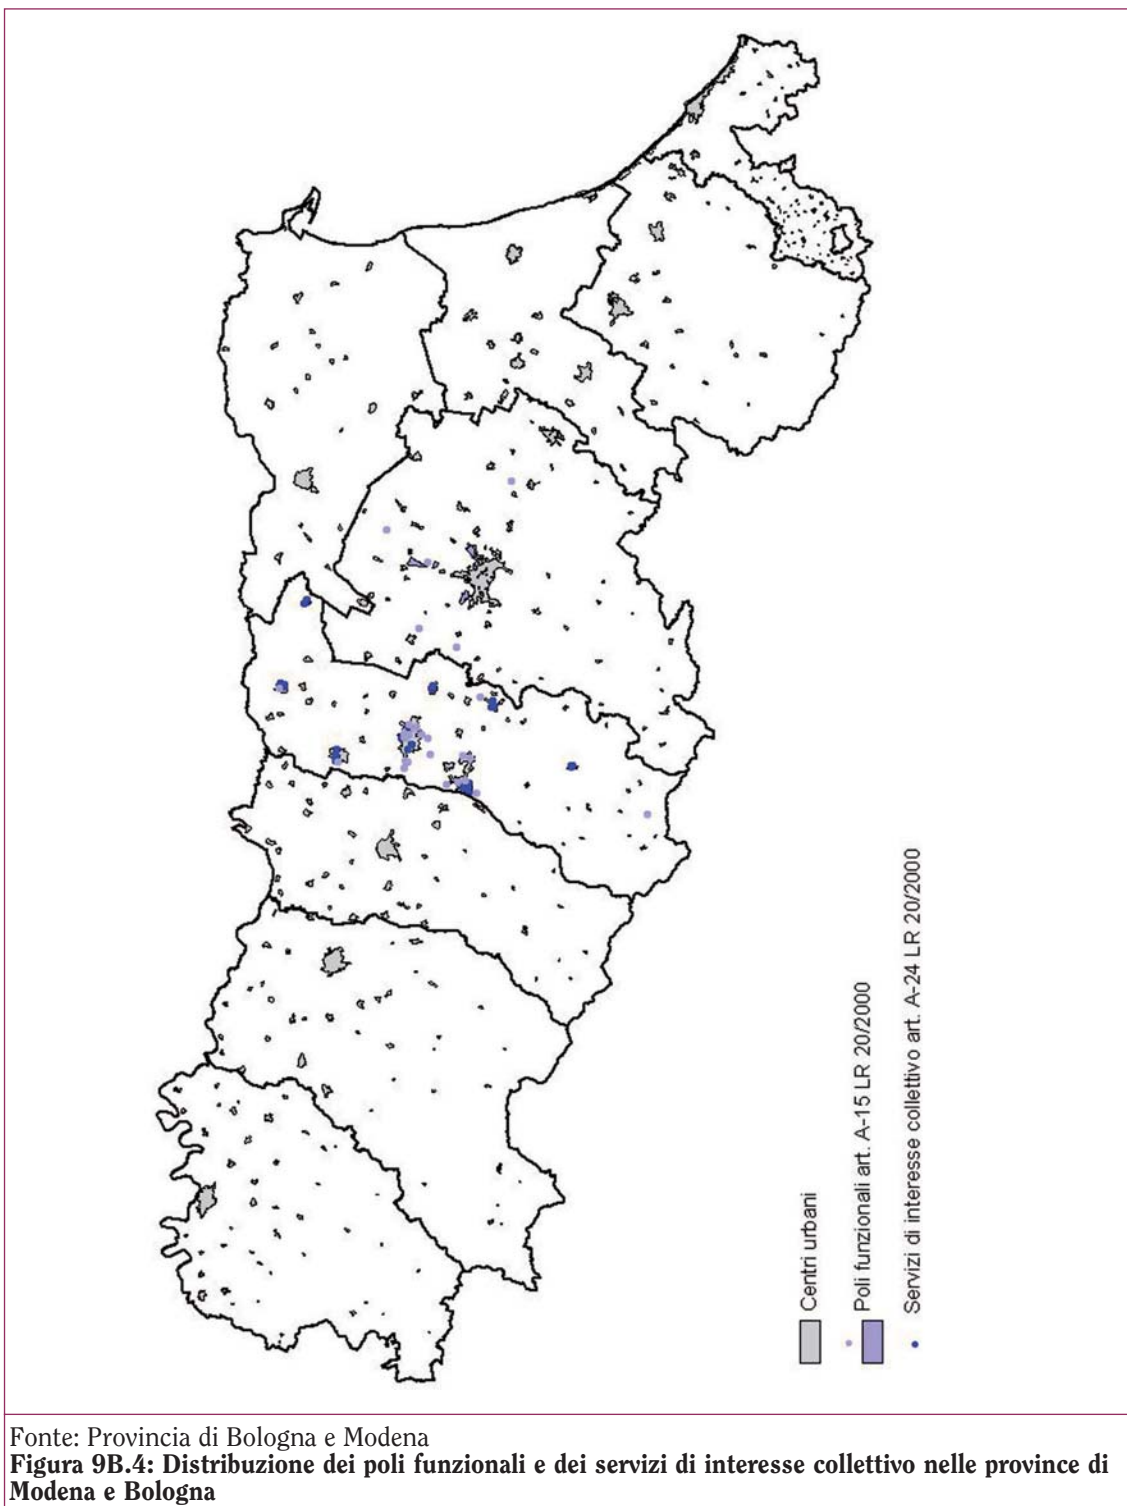 Centri urbani
Poli funzionali art. A-15 LR 20/2000
Servizi di interesse collettivo art. A-24 LR 20/2000
Fonte: Provincia di Bologna e Modena
Figura 9B.4: Distribuzione dei poli funzionali e dei servizi di interesse collettivo nelle province di
Modena e Bologna